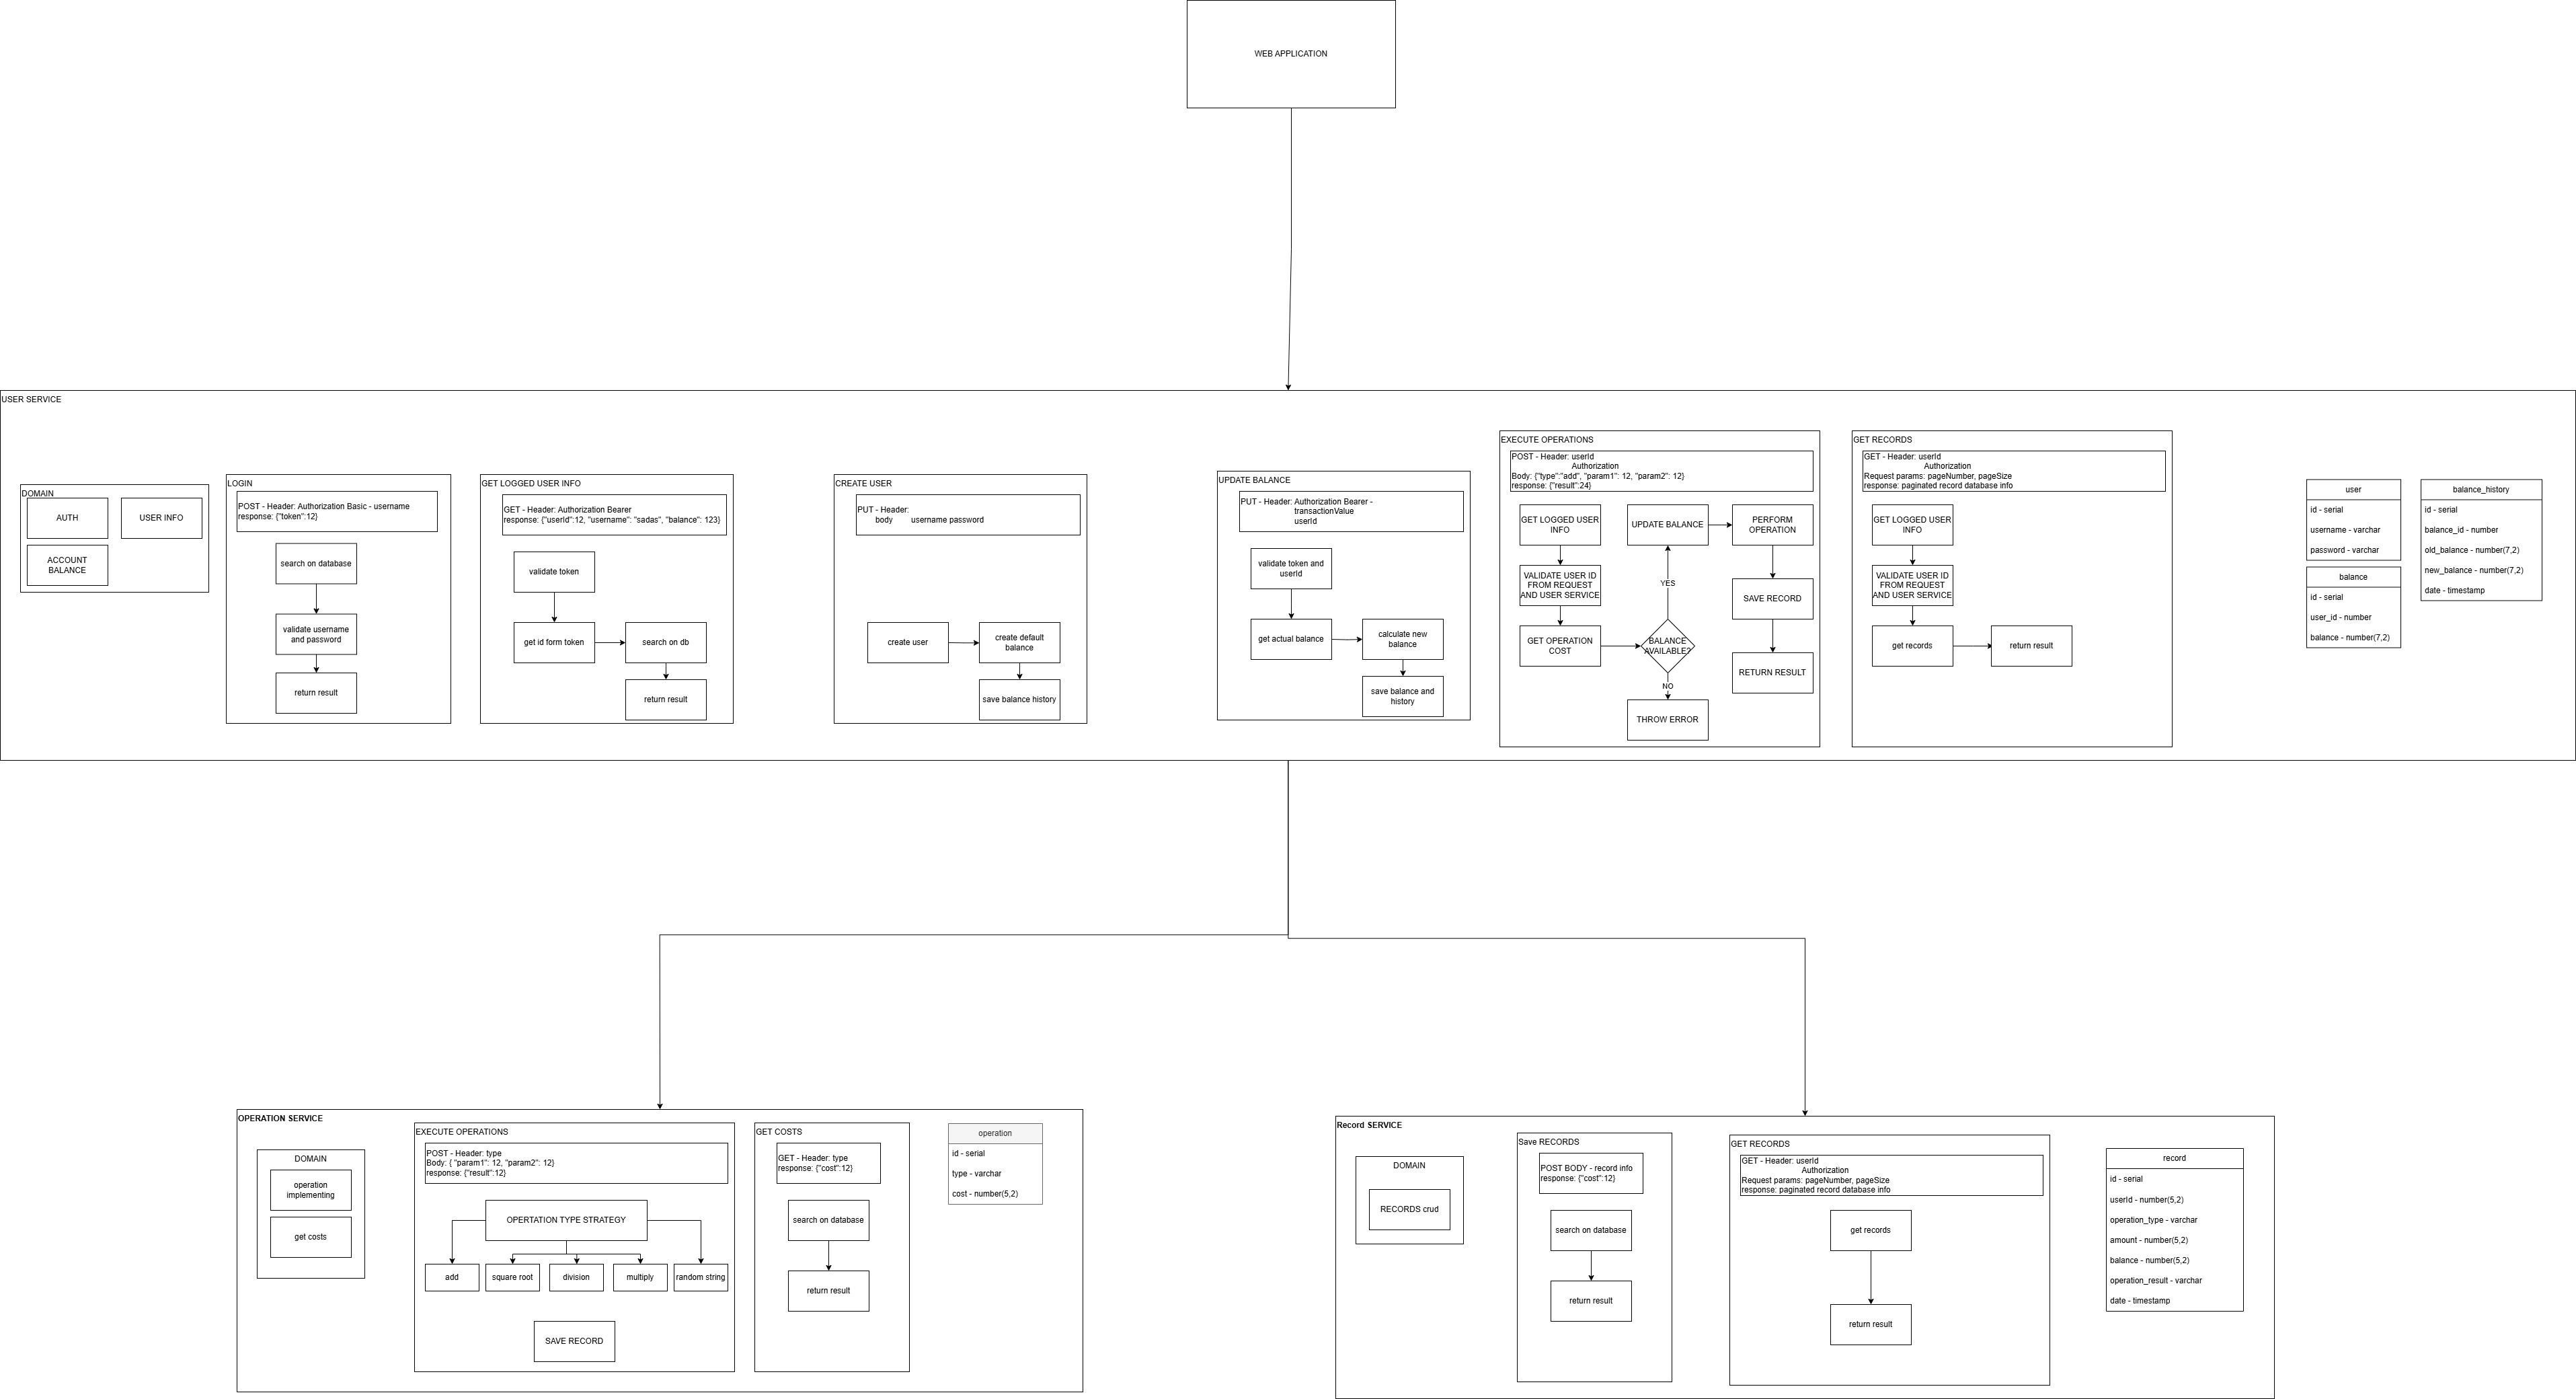 WEB APPLICATION
USER SERVICE
DOMAIN
AUTH
USER INFO
ACCOUNT
BALANCE
LOGIN
POST - Header: Authorization Basic - username
response: {"token":12}
search on database
validate username
and password
return result
GET LOGGED USER INFO
GET - Header: Authorization Bearer
response: {"userId":12, "username": "sadas", "balance": 123}
validate token
get id form token
search on db
return result
CREATE USER
PUT - Header:
body username password
create user
create default
balance
save balance history
UPDATE BALANCE
PUT - Header: Authorization Bearer -
transactionValue
userId
validate token and
userId
get actual balance
calculate new
balance
save balance and
history
EXECUTE OPERATIONS
POST - Header: userId
Authorization
Body: {"type":"add", "param1": 12, "param2": 12}
response: {"result":24}
GET LOGGED USER
INFO
VALIDATE USER ID
FROM REQUEST
AND USER SERVICE
GET OPERATION
COST
BALANCE
AVAILABLE?
YES
NO
UPDATE BALANCE
THROW ERROR
PERFORM
OPERATION
SAVE RECORD
RETURN RESULT
GET RECORDS
GET - Header: userId
Authorization
Request params: pageNumber, pageSize
response: paginated record database info
GET LOGGED USER
INFO
VALIDATE USER ID
FROM REQUEST
AND USER SERVICE
get records
return result
user
id - serial
username - varchar
password - varchar
balance
id - serial
user_id - number
balance - number(7,2)
balance_history
id - serial
balance_id - number
old_balance - number(7,2)
new_balance - number(7,2)
date - timestamp
OPERATION SERVICE
DOMAIN
operation
implementing
get costs
EXECUTE OPERATIONS
POST - Header: type
Body: { "param1": 12, "param2": 12}
response: {"result":12}
OPERTATION TYPE STRATEGY
add
square root
division
multiply
random string
SAVE RECORD
GET COSTS
GET - Header: type
response: {"cost":12}
search on database
return result
operation
id - serial
type - varchar
cost - number(5,2)
Record SERVICE
DOMAIN
RECORDS crud
Save RECORDS
POST BODY - record info
response: {"cost":12}
search on database
return result
GET RECORDS
GET - Header: userId
Authorization
Request params: pageNumber, pageSize
response: paginated record database info
get records
return result
record
id - serial
userId - number(5,2)
operation_type - varchar
amount - number(5,2)
balance - number(5,2)
operation_result - varchar
date - timestamp